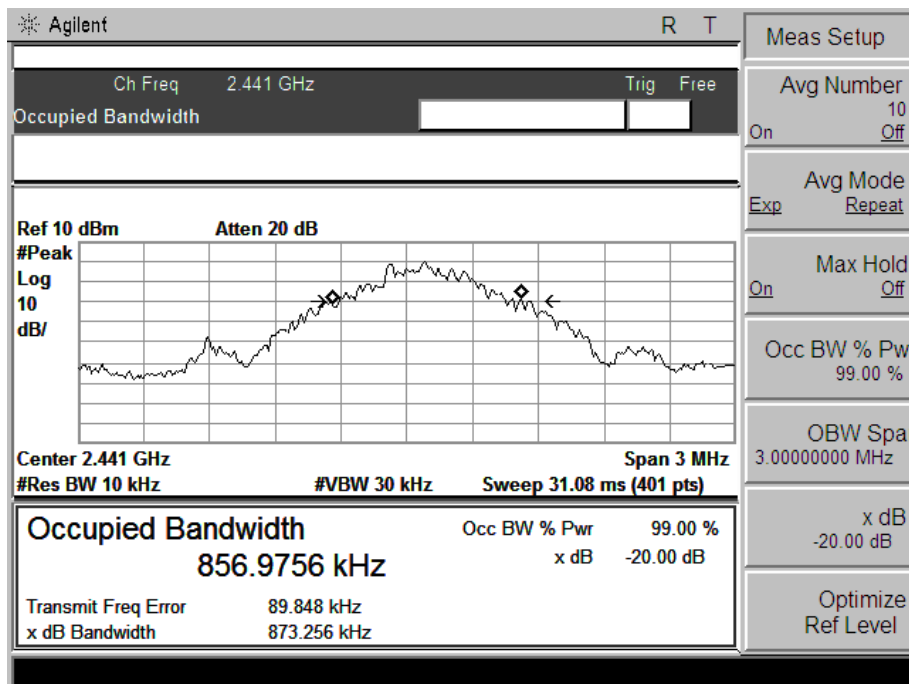 Agilent R T
Ch Freq 2.441 GHz Trig Free
Occupied Bandwidth
Ref 10 dBm Atten 20 dB
#Peak
Log
10
dB/
Center 2.441 GHz Span 3 MHz
#Res BW 10 kHz #VBW 30 kHz Sweep 31.08 ms (401 pts)
Occupied Bandwidth
856.9756 kHz
Occ BW % Pwr 99.00 %
x dB -20.00 dB
Transmit Freq Error 89.848 kHz
x dB Bandwidth 873.256 kHz
Meas Setup
Avg Number
10
On Off
Avg Mode
Exp Repeat
Max Hold
On Off
Occ BW % Pw
99.00 %
OBW Spa
3.00000000 MHz
x dB
-20.00 dB
Optimize
Ref Level